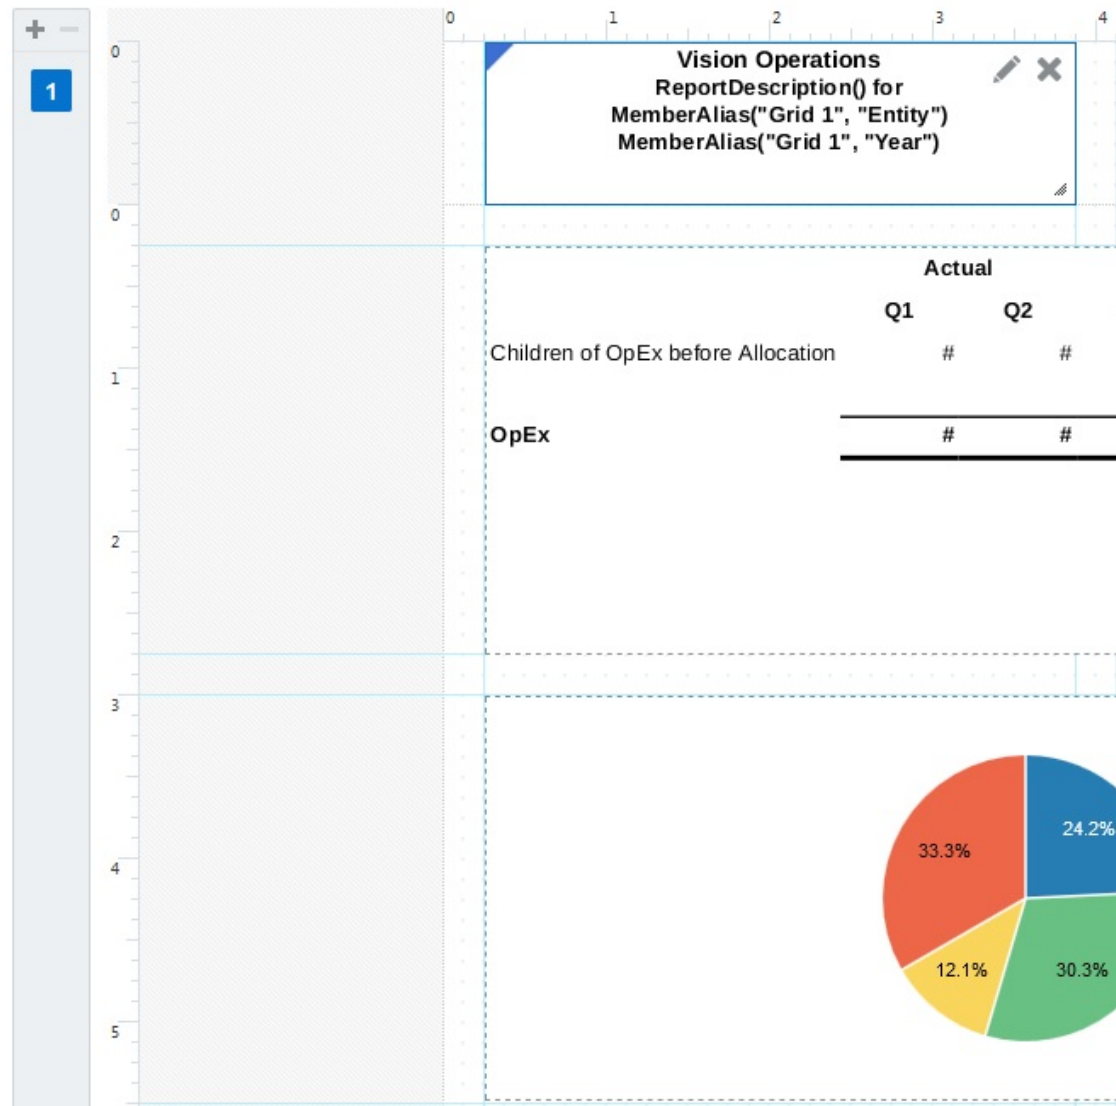 0 1 2 3 4
0
1
Vision Operations
ReportDescription() for
MemberAlias("Grid 1", "Entity")
MemberAlias("Grid 1", "Year")
0
Actual
Q1 Q2
Children of OpEx before Allocation # #
1
OpEx # #
2
3
24.2%
33.3%
4
12.1% 30.3%
5